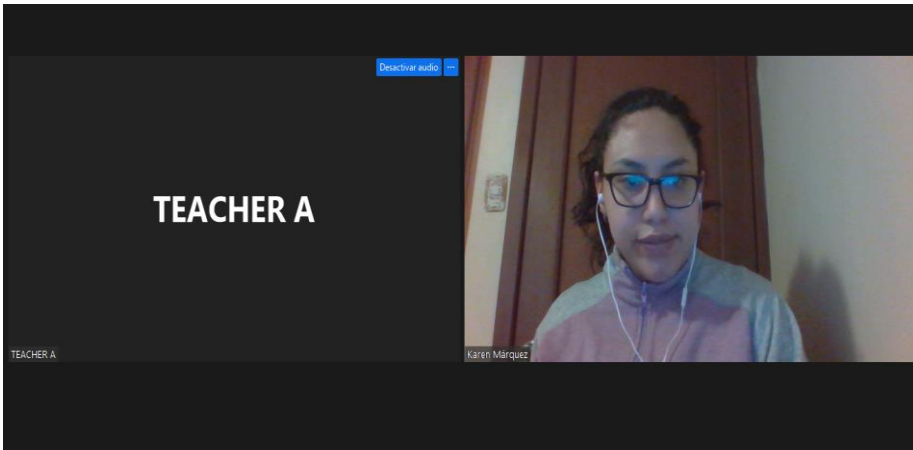 Desactivar audio ...
TEACHER A
TEACHER A
Karen Márquez